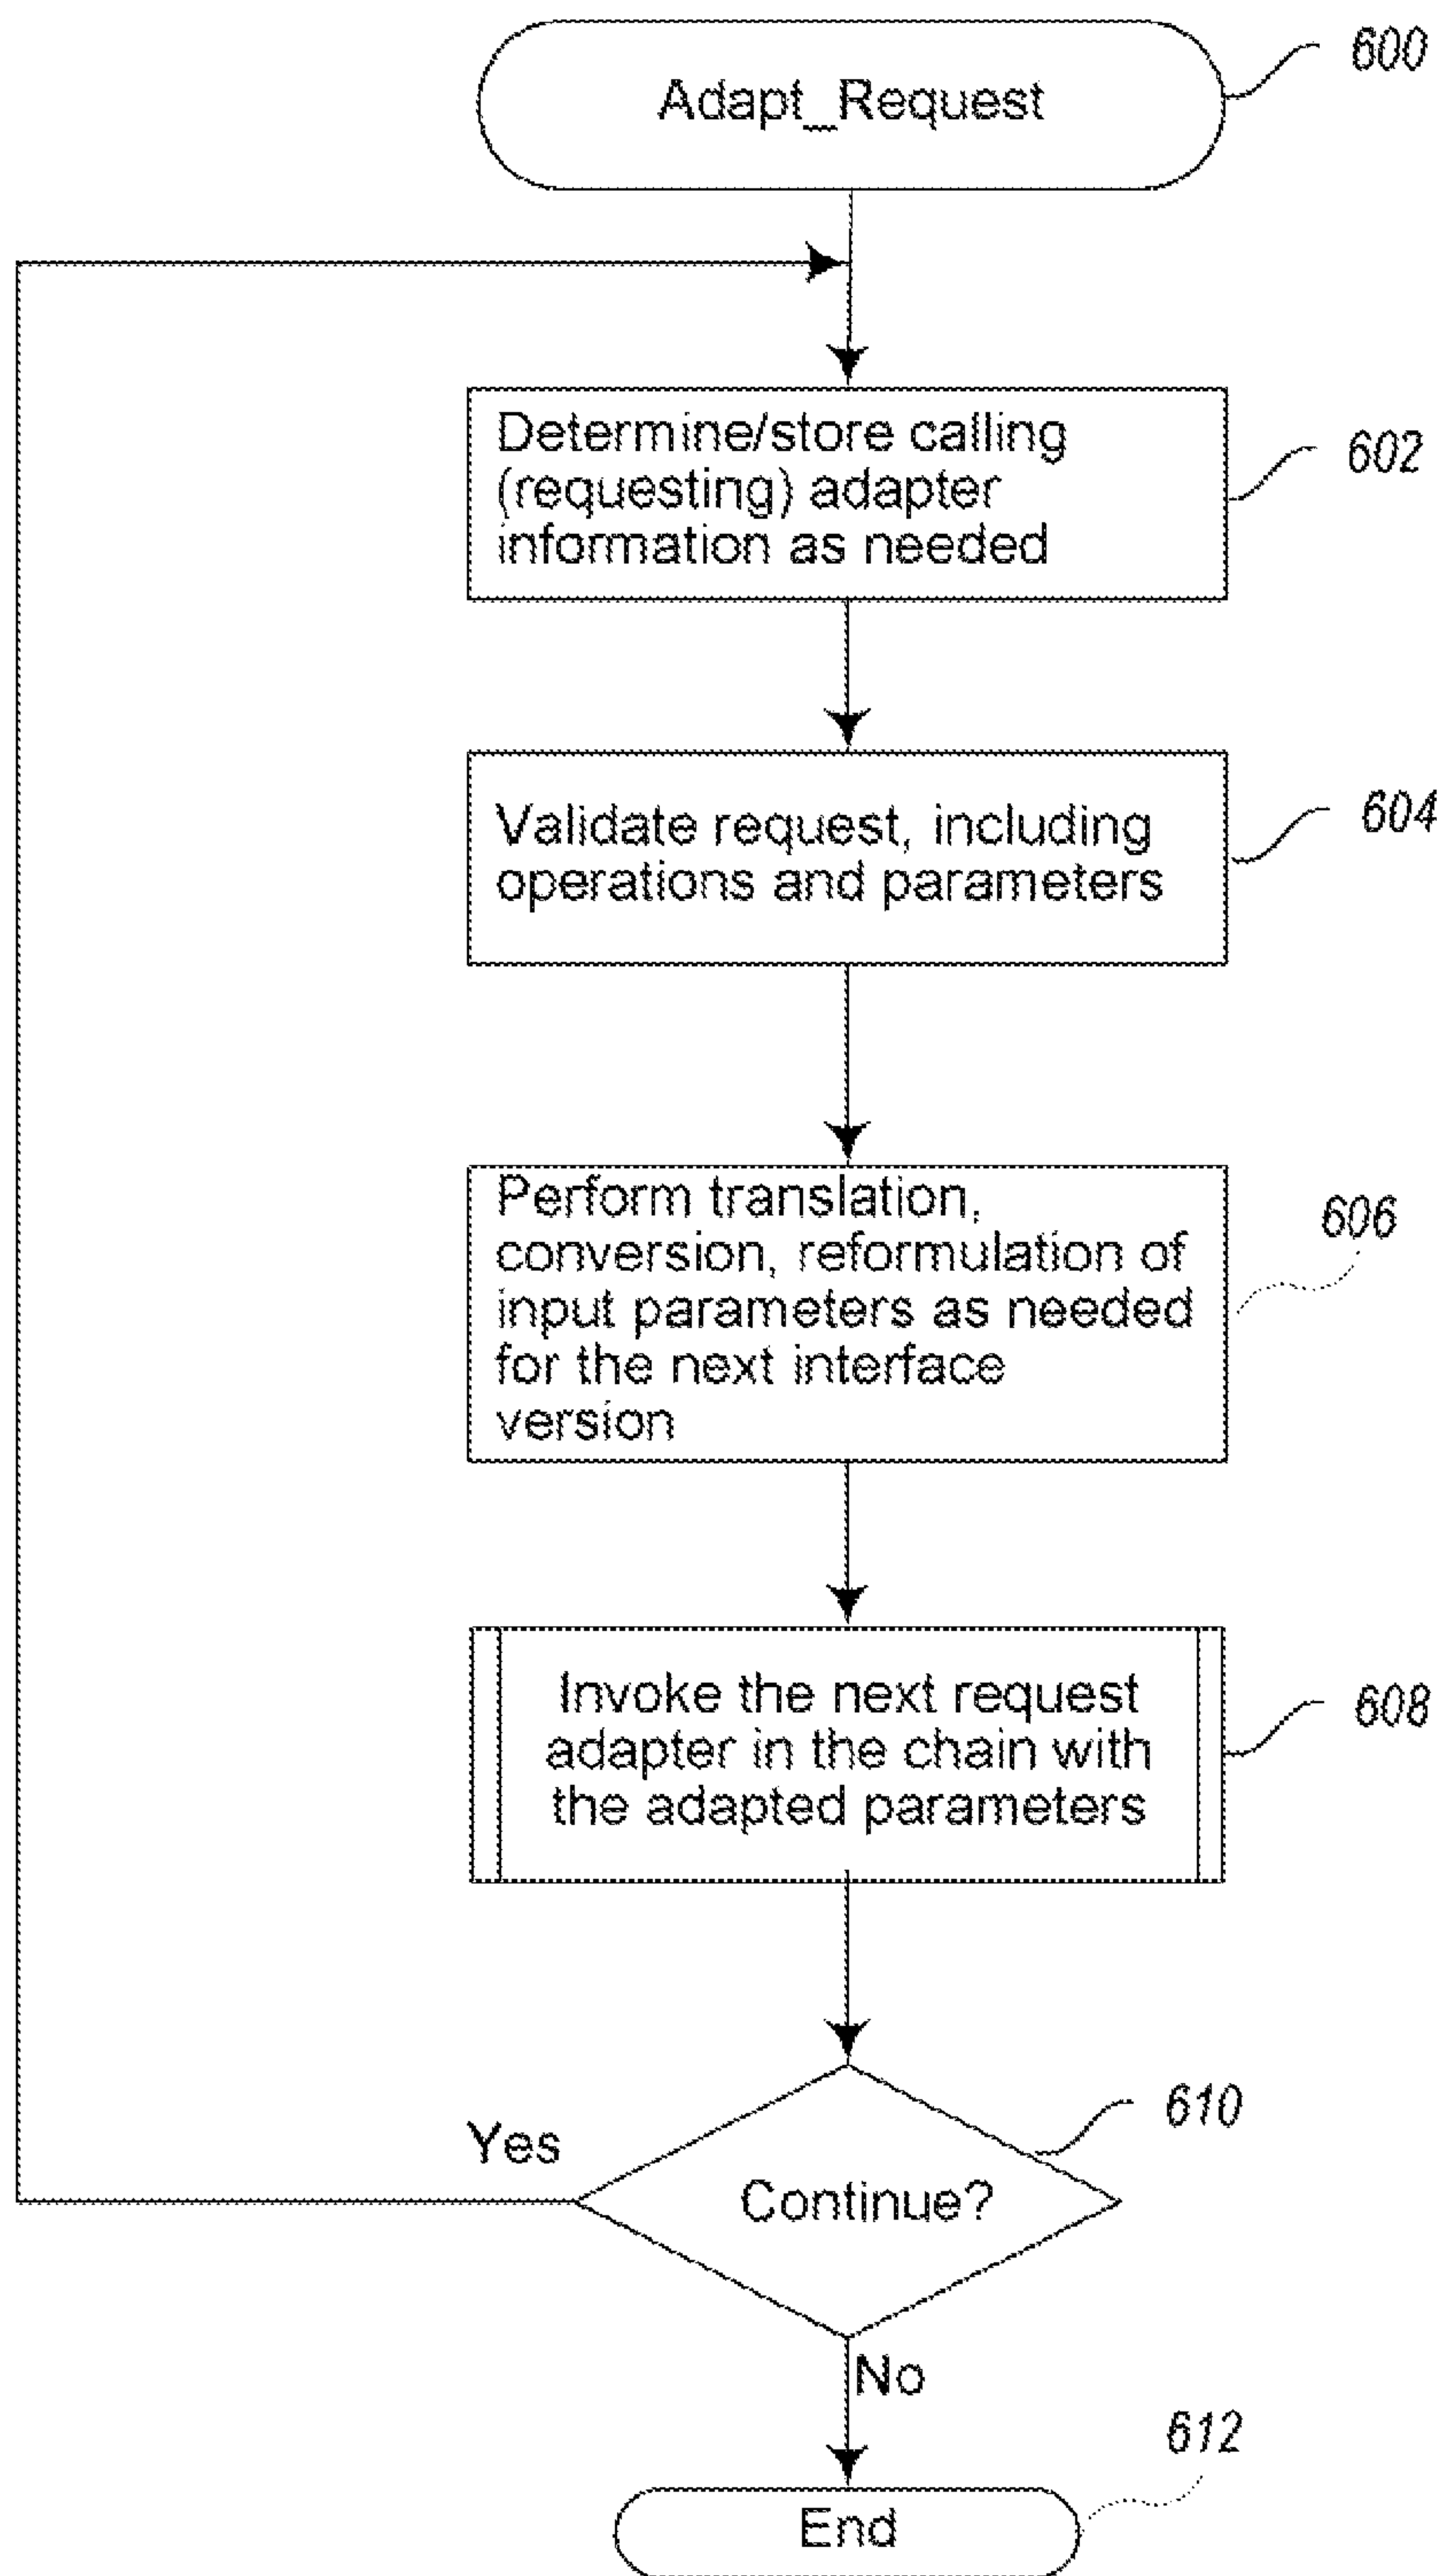 Adapt_Request
600
Determine/store calling
(requesting) adapter
information as needed
602
Validate request, including
operations and parameters
604
Perform translation,
conversion, reformulation of
input parameters as needed
for the next interface
version
606
Invoke the next request
adapter in the chain with
the adapted parameters
608
Continue?
610
Yes
No
End
612